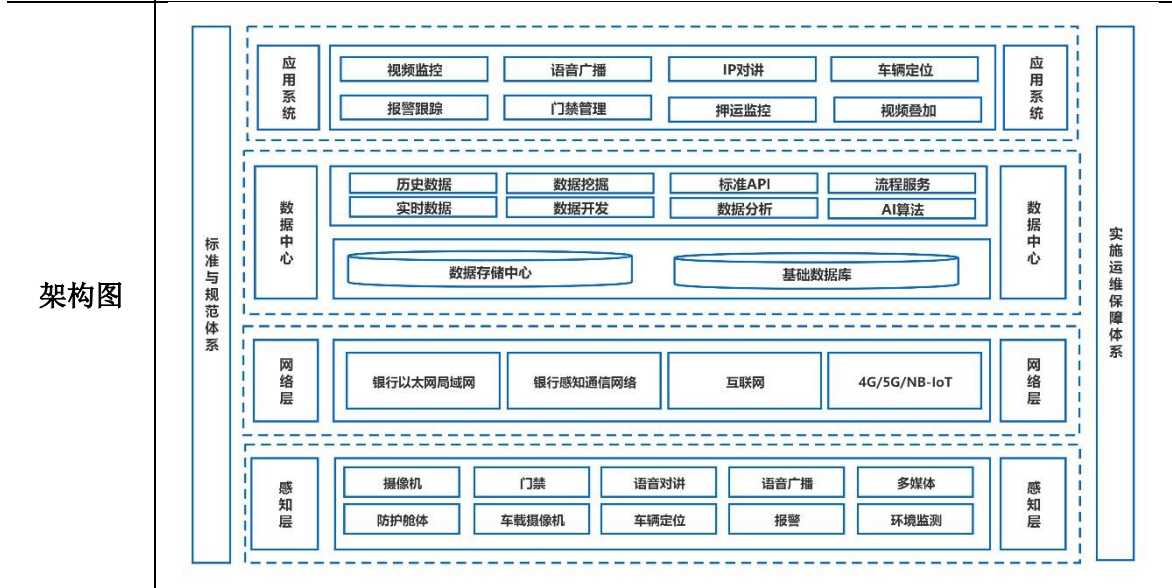 架构图
标准与规范体系
应用系统
视频监控
语音广播
IP对讲
车辆定位
报警跟踪
门禁管理
押运监控
视频叠加
应用系统
数据中心
历史数据
数据挖掘
标准API
流程服务
实时数据
数据开发
数据分析
AI算法
数据存储中心
基础数据库
数据中心
网络层
银行以太网局域网
银行感知通信网络
互联网
4G/5G/NB-IoT
网络层
感知层
摄像机
门禁
语音对讲
语音广播
多媒体
防护舱体
车载摄像机
车辆定位
报警
环境监测
感知层
实施运维保障体系